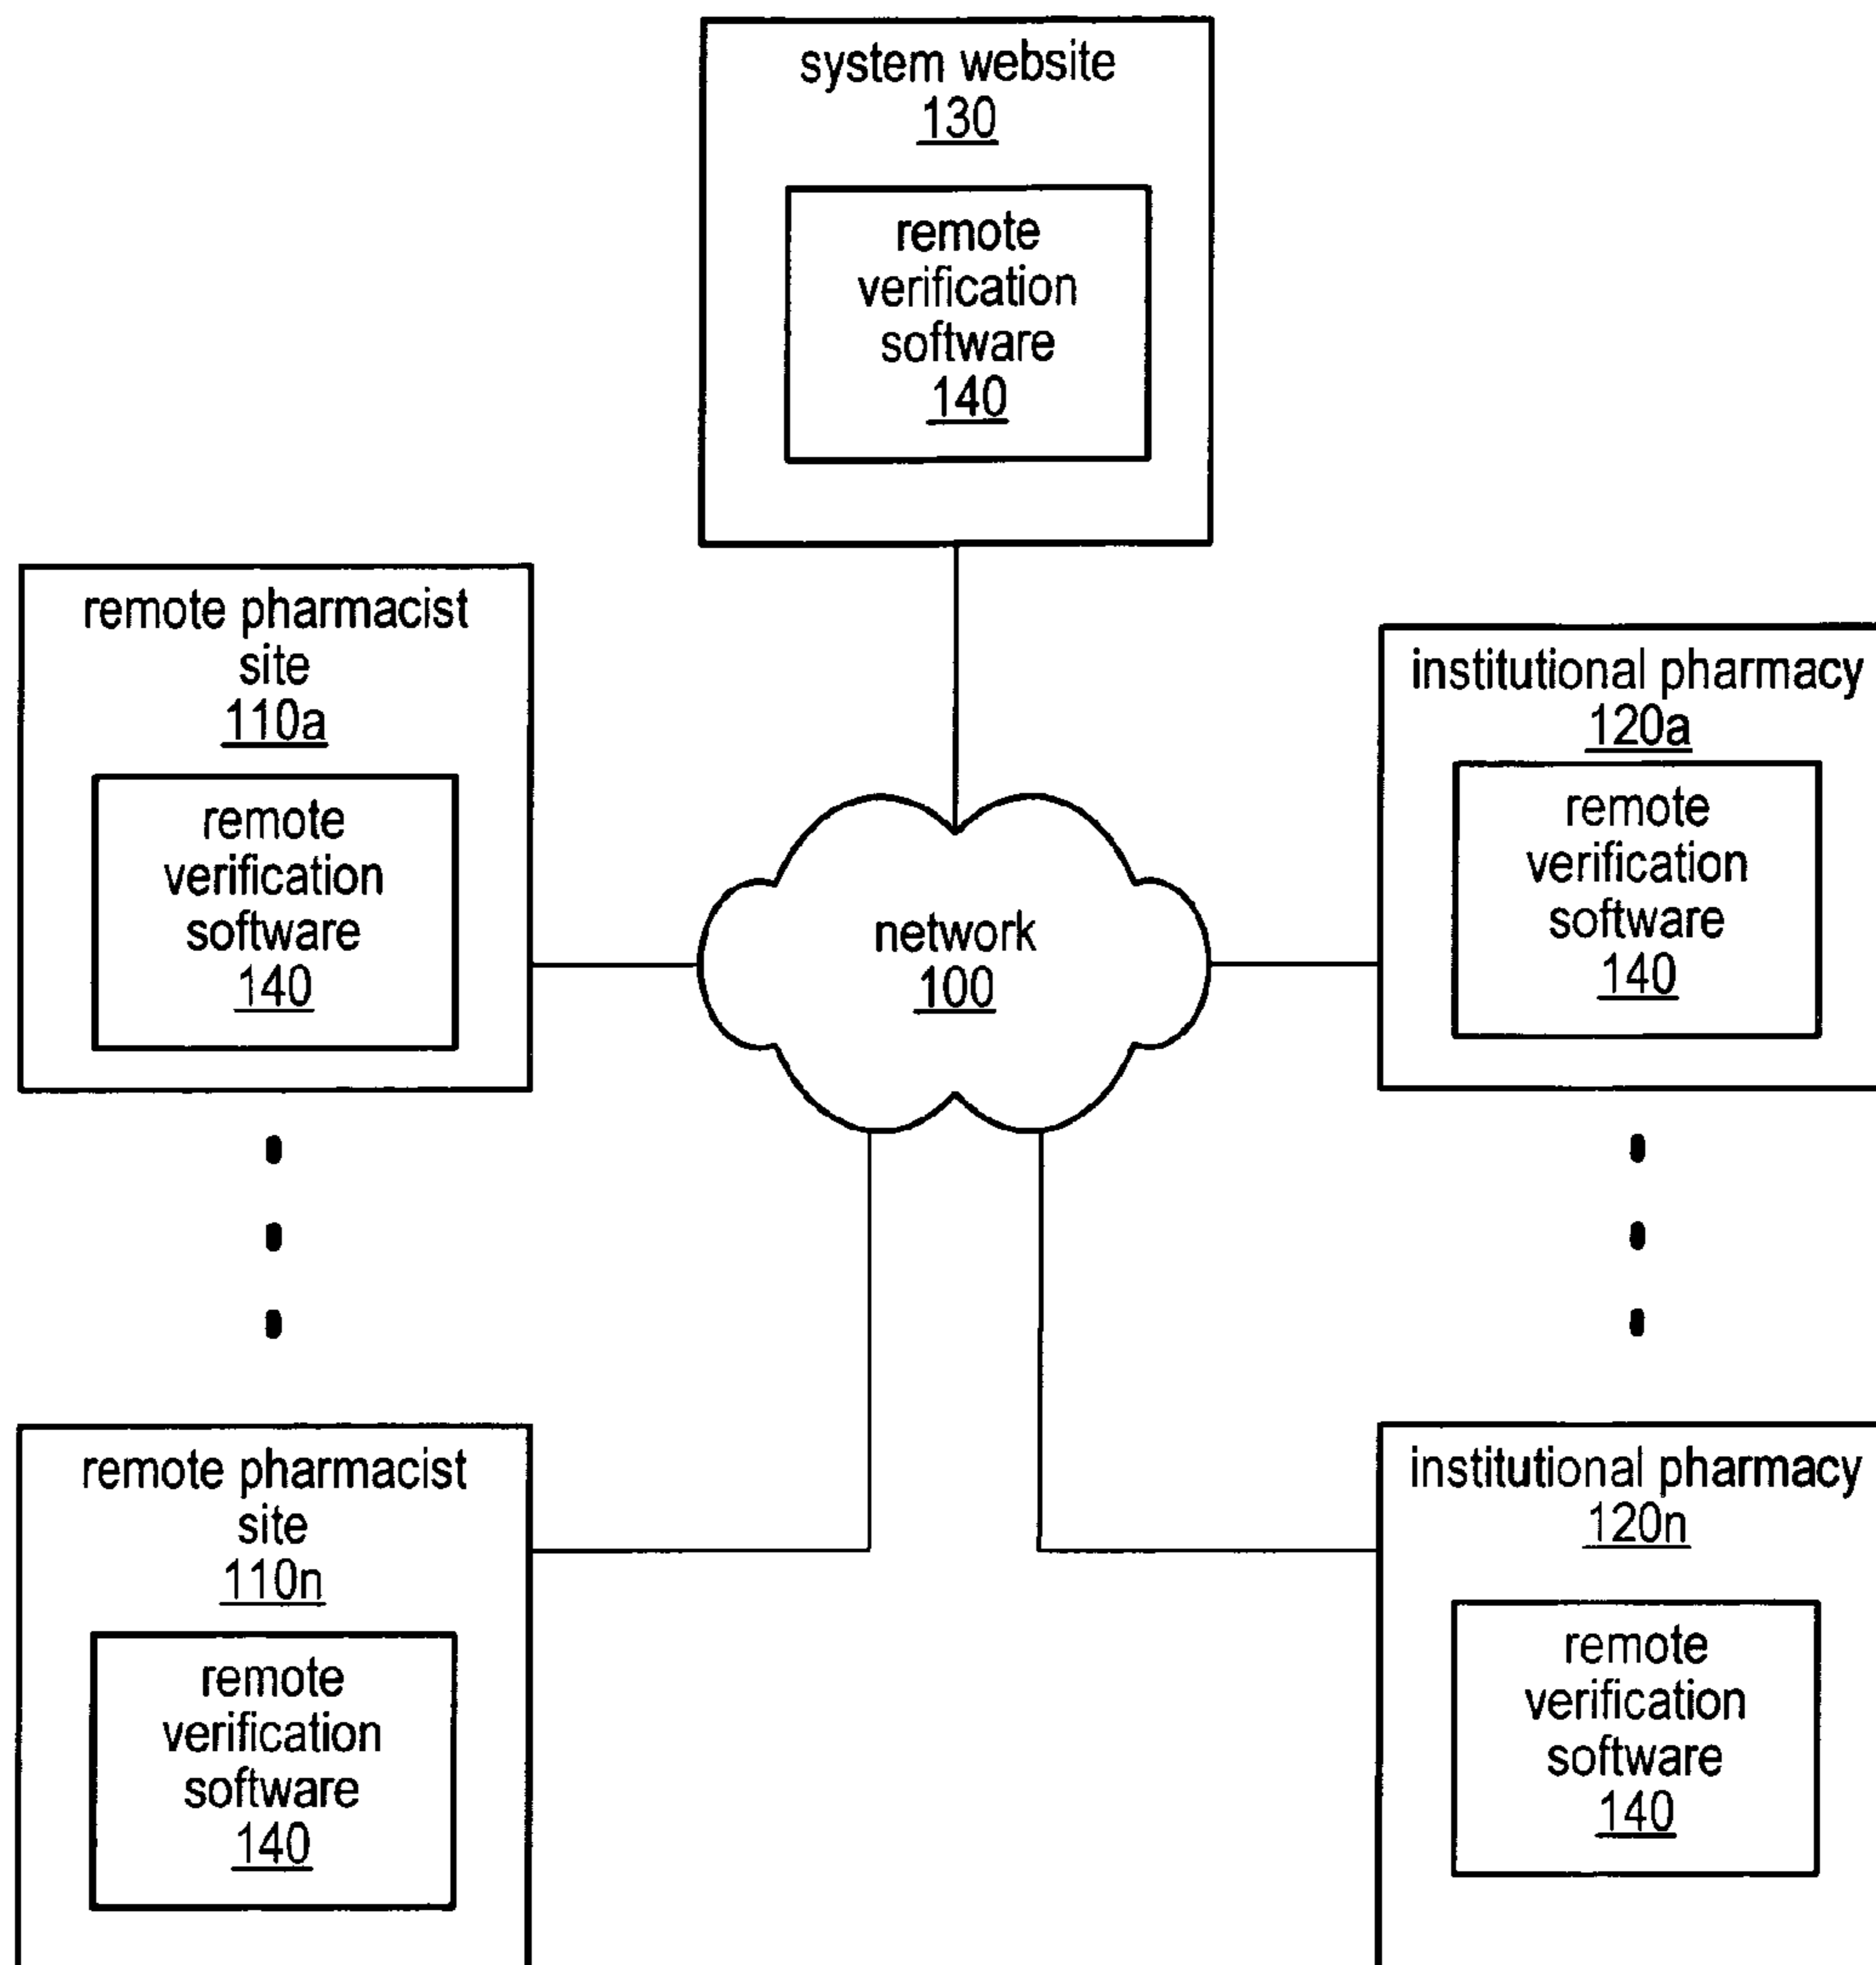 system website
130
remote
verification
software
140
remote pharmacist
site
110a
remote
verification
software
140
institutional pharmacy
120a
remote
verification
software
140
network
100
remote pharmacist
site
110n
remote
verification
software
140
institutional pharmacy
120n
remote
verification
software
140